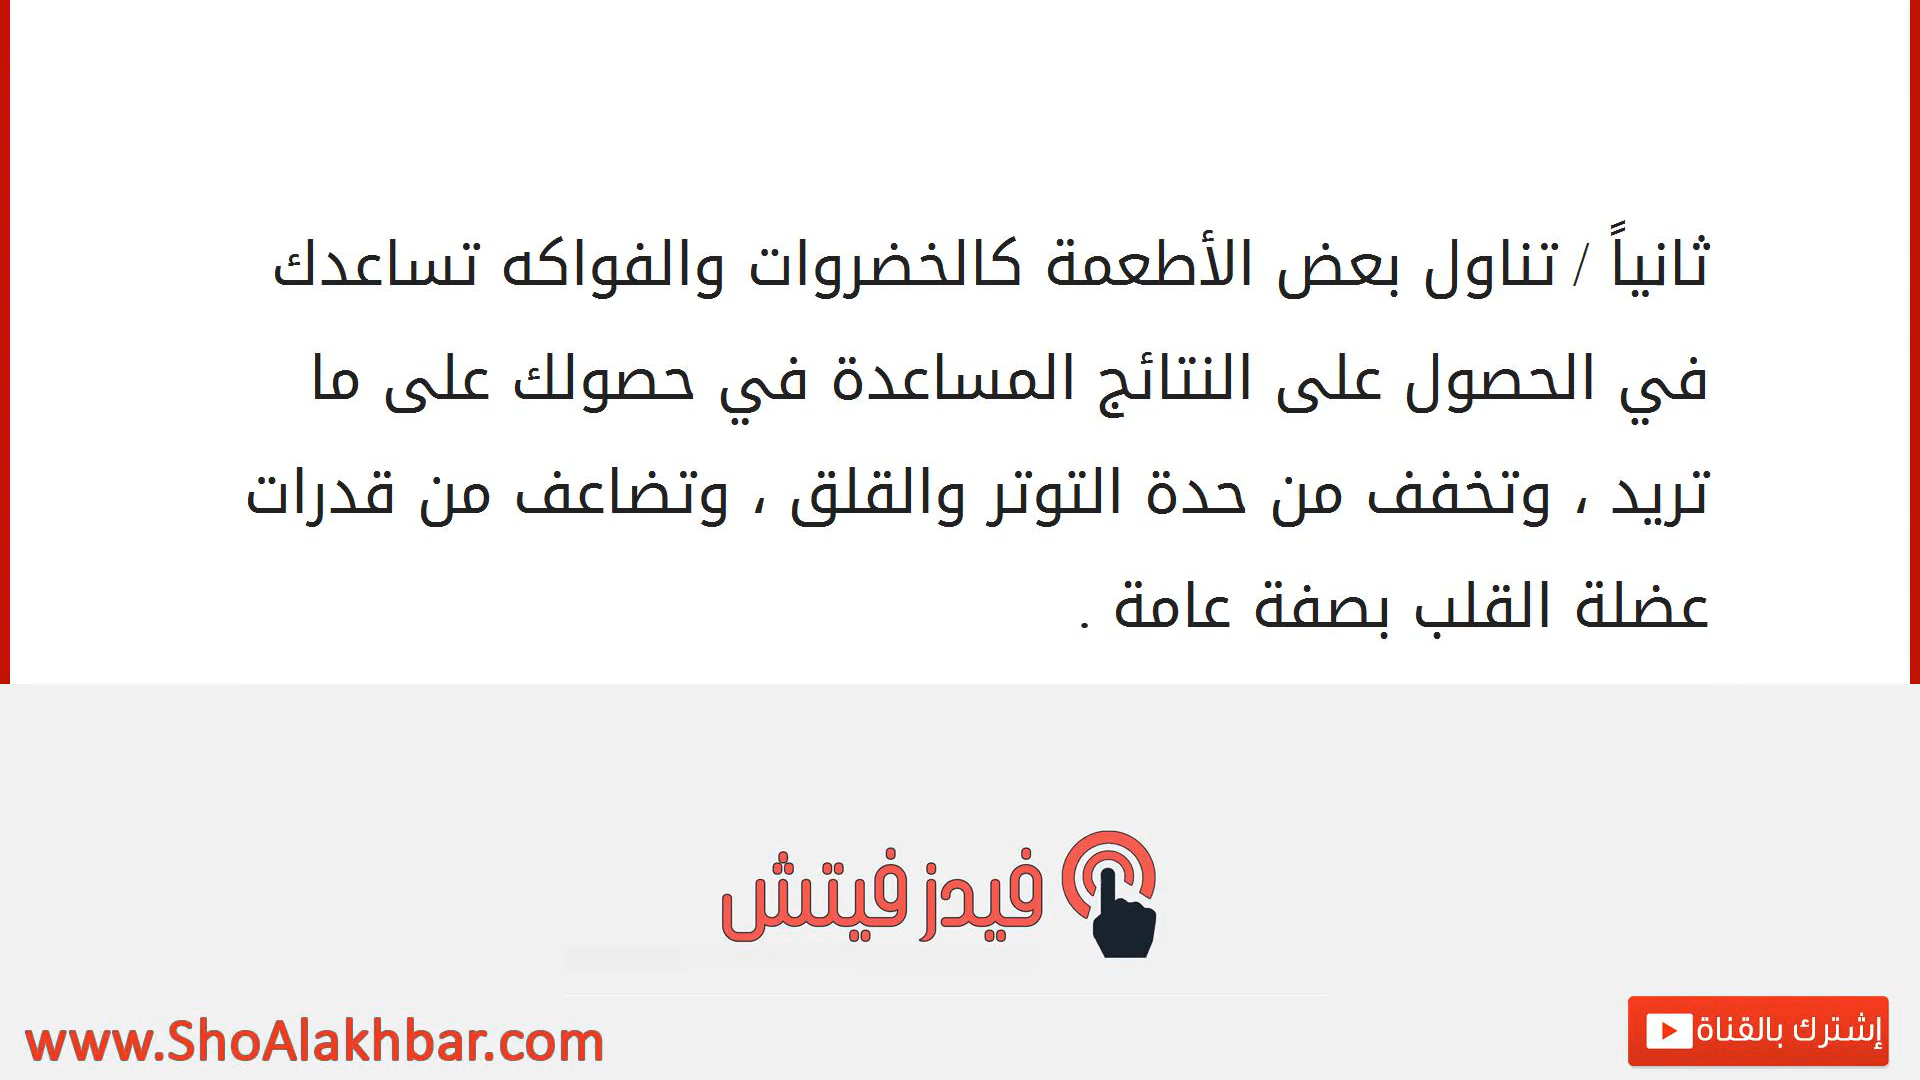 ثانياً / تناول بعض الأطعمة كالخضروات والفواكه تساعدك
في الحصول على النتائج المساعدة في حصولك على ما
تريد ، وتخفف من حدة التوتر والقلق ، وتضاعف من قدرات
عضلة القلب بصفة عامة .
فيدز فيتش
www.ShoAlakhbar.com
إشترك بالقناة